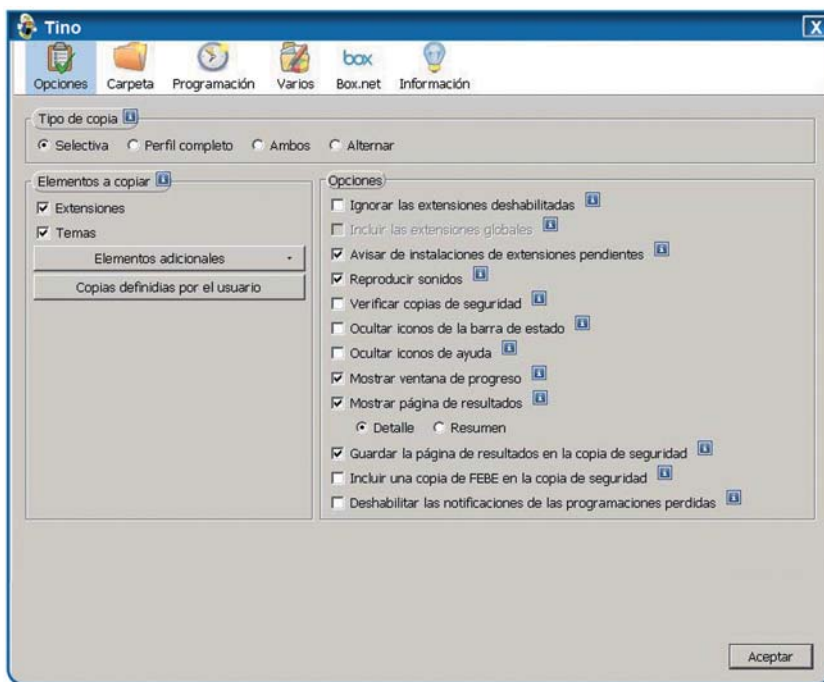 Tino
X
Opciones Carpeta Programación Varios box Box.net Información
Tipo de copia
Selectiva Perfil completo Ambos Alternar
Elementos a copiar
Extensiones
Temas
Elementos adicionales
Copias definidias por el usuario
Opciones
Ignorar las extensiones deshabilitadas
Incluir las extensiones globales
Avisar de instalaciones de extensiones pendientes
Reproducir sonidos
Verificar copias de seguridad
Ocultar iconos de la barra de estado
Ocultar iconos de ayuda
Mostrar ventana de progreso
Mostrar página de resultados
Detalle Resumen
Guardar la página de resultados en la copia de seguridad
Incluir una copia de FEBE en la copia de seguridad
Deshabilitar las notificaciones de las programaciones perdidas
Aceptar